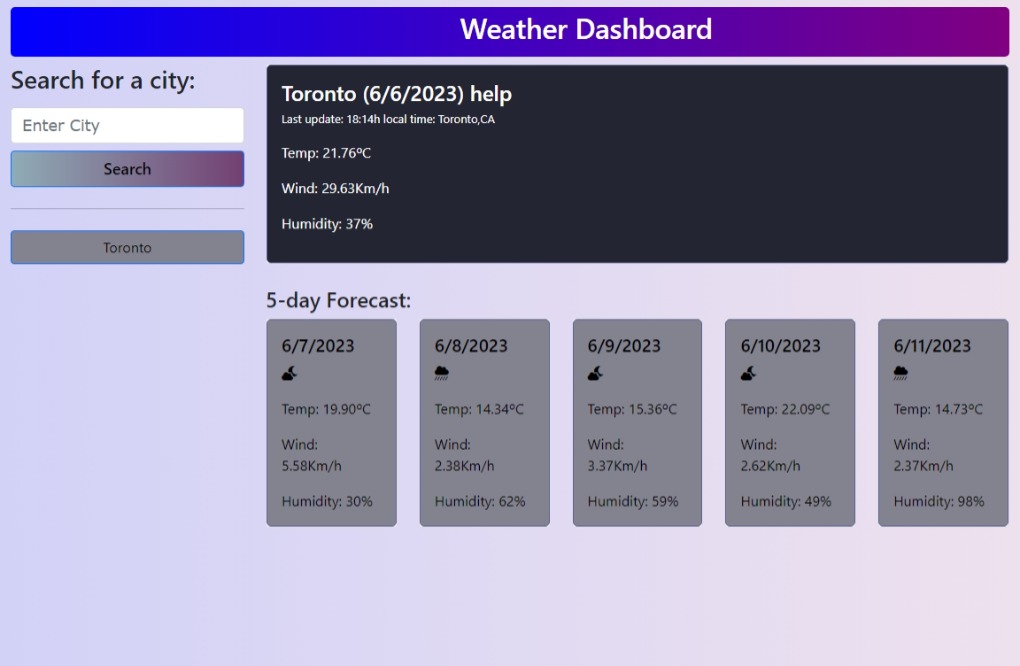 Weather Dashboard
Search for a city:
Enter City
Search
Toronto
Toronto (6/6/2023) help
Last update: 18:14h local time: Toronto,CA
Temp: 21.76ºC
Wind: 29.63Km/h
Humidity: 37%
5-day Forecast:
6/7/2023
Temp: 19.90ºC
Wind:
5.58Km/h
Humidity: 30%
6/8/2023
Temp: 14.34ºC
Wind:
2.38Km/h
Humidity: 62%
6/9/2023
Temp: 15.36ºC
Wind:
3.37Km/h
Humidity: 59%
6/10/2023
Temp: 22.09ºC
Wind:
2.62Km/h
Humidity: 49%
6/11/2023
Temp: 14.73ºC
Wind:
2.37Km/h
Humidity: 98%